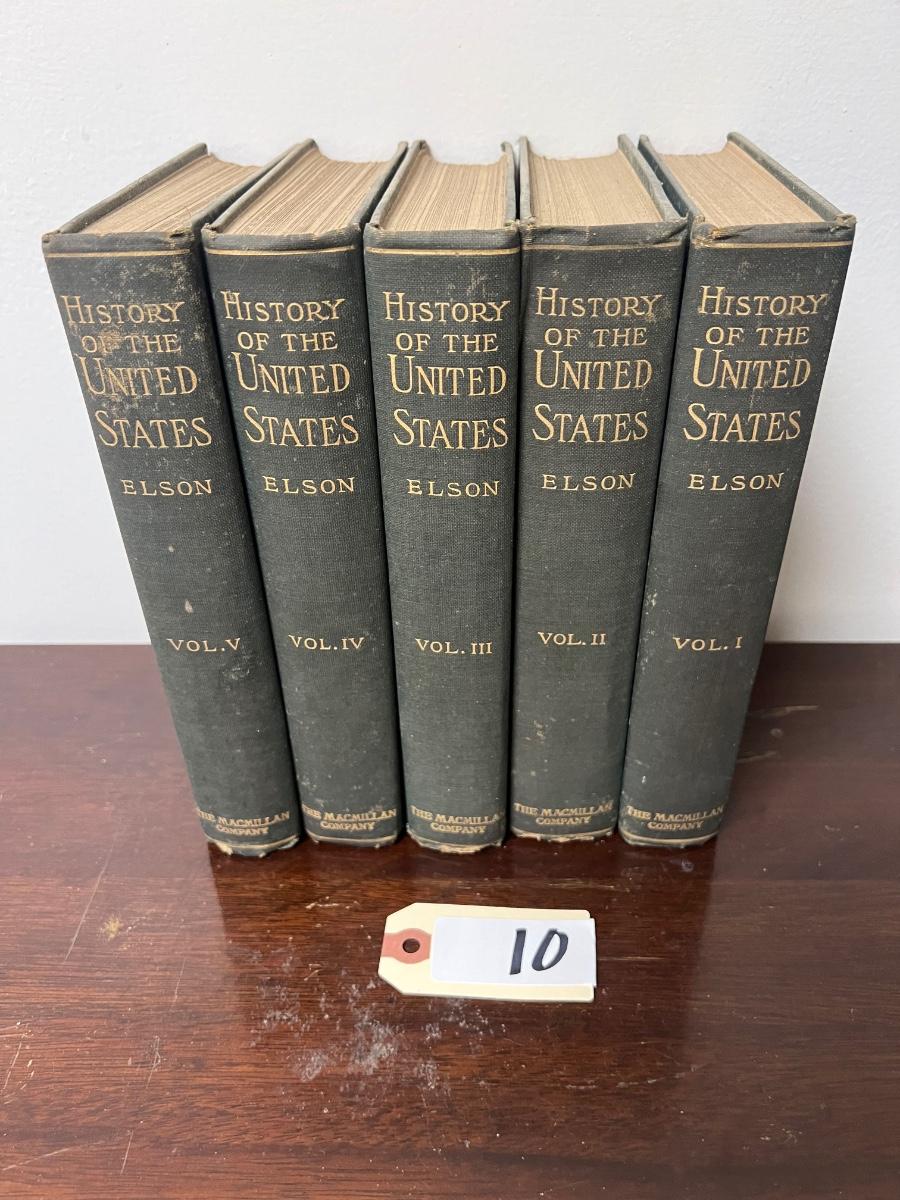 HISTORY
OF THE
UNITED
STATES
ELSON
VOL. V
THE MACMILLAN
COMPANY
HISTORY
OF THE
UNITED
STATES
ELSON
VOL. IV
THE MACMILLAN
COMPANY
HISTORY
OF THE
UNITED
STATES
ELSON
VOL. III
THE MACMILLAN
COMPANY
HISTORY
OF THE
UNITED
STATES
ELSON
VOL. II
THE MACMILLAN
COMPANY
HISTORY
OF THE
UNITED
STATES
ELSON
VOL. I
THE MACMILLAN
COMPANY
10